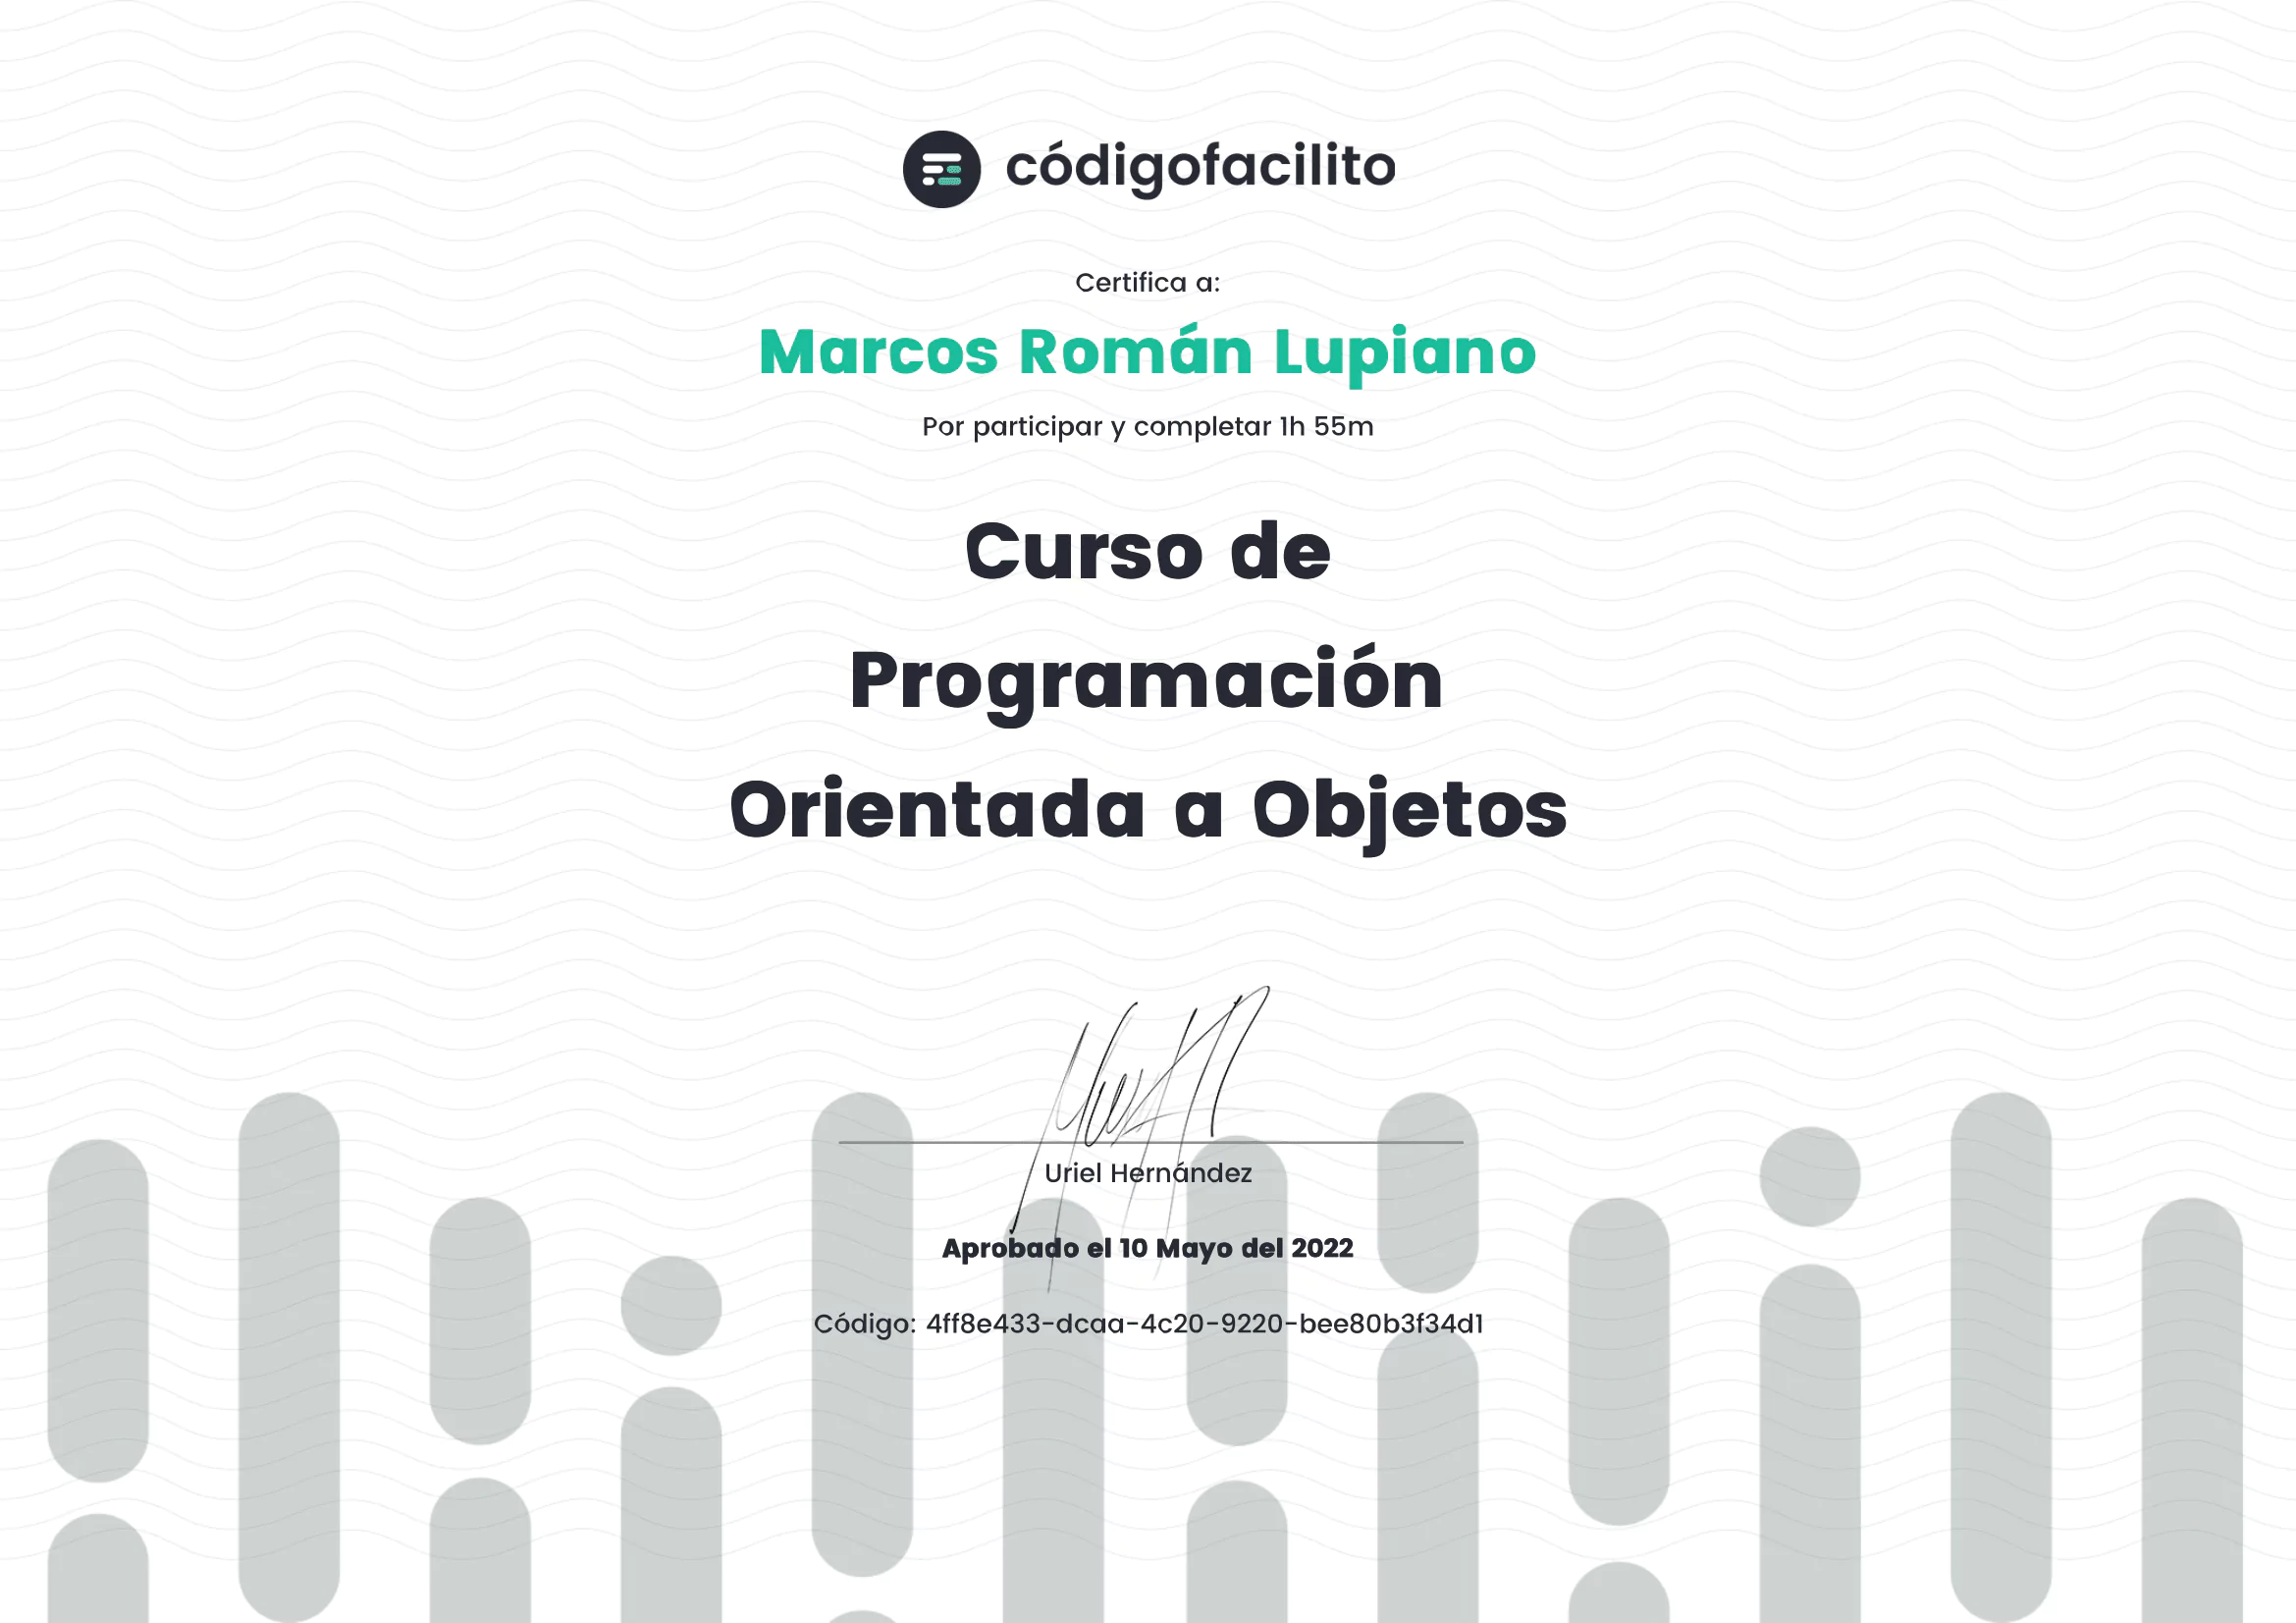 códigofacilito
Certifica a:
Marcos Román Lupiano
Por participar y completar 1h 55m
Curso de
Programación
Orientada a Objetos
Uriel Hernández
Aprobado el 10 Mayo del 2022
Código: 4ff8e433-dcaa-4c20-9220-bee80b3f34d1